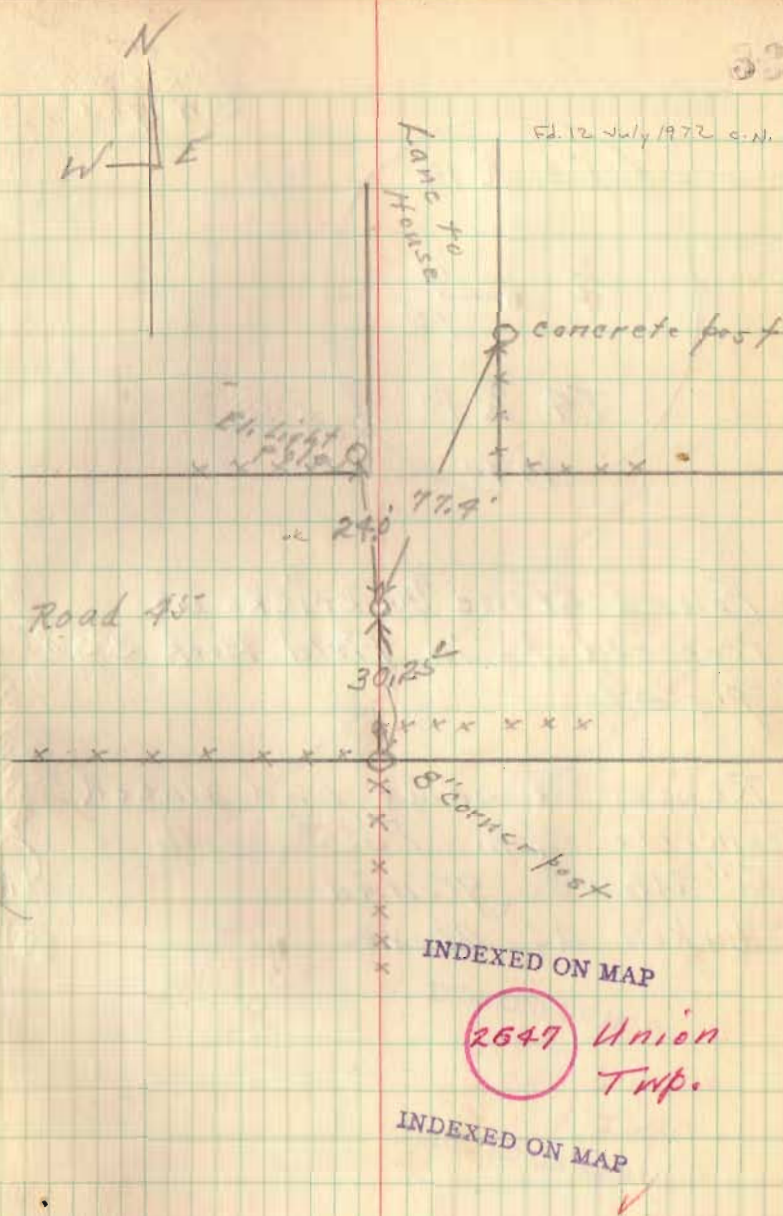 N
W E
Fd. 12 July 1972 C.N.
Lane to
House
concrete post
El. Light
Pole
77.4'
ok 24.0'
Road 45'
30.25'
8" corner post
INDEXED ON MAP
2647 Union
Twp.
INDEXED ON MAP